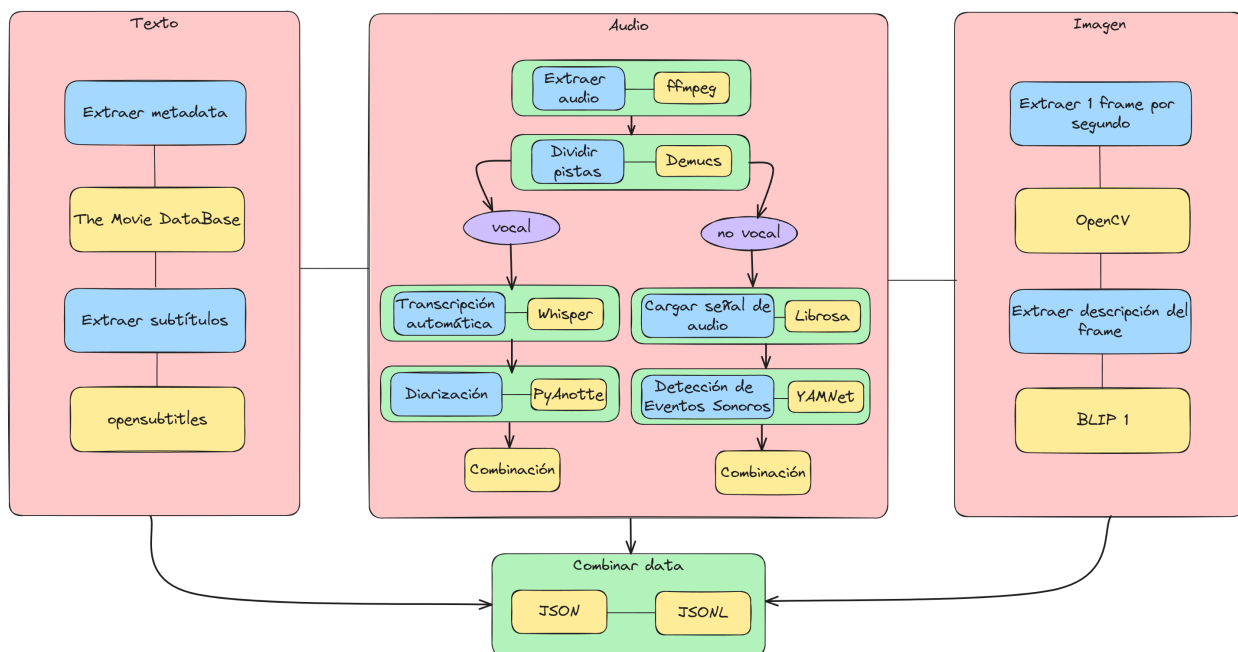 Texto
Extraer metadata
The Movie DataBase
Extraer subtítulos
opensubtitles
Audio
Extraer
audio
ffmpeg
Dividir
pistas
Demucs
vocal
no vocal
Transcripción
automática
Whisper
Diarización
PyAnotte
Combinación
Cargar señal de
audio
Librosa
Detección de
Eventos Sonoros
YAMNet
Combinación
Imagen
Extraer 1 frame por
segundo
OpenCV
Extraer descripción del
frame
BLIP 1
Combinar data
JSON
JSONL